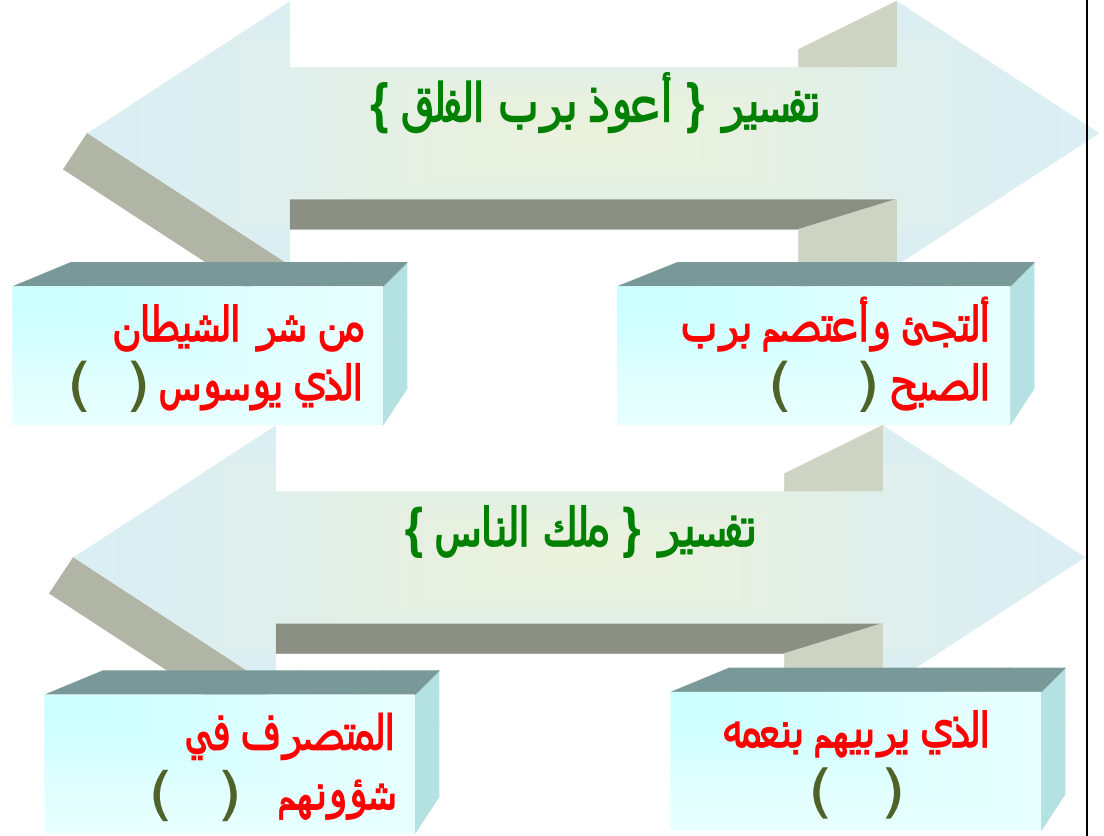 تفسير { أعوذ برب الفلق }
ألتجئ وأعتصم برب
الصبح (    )
من شر الشيطان
الذي يوسوس (    )
تفسير { ملك الناس }
الذي يربيهم بنعمه
(    )
المتصرف في
شؤونهم (    )